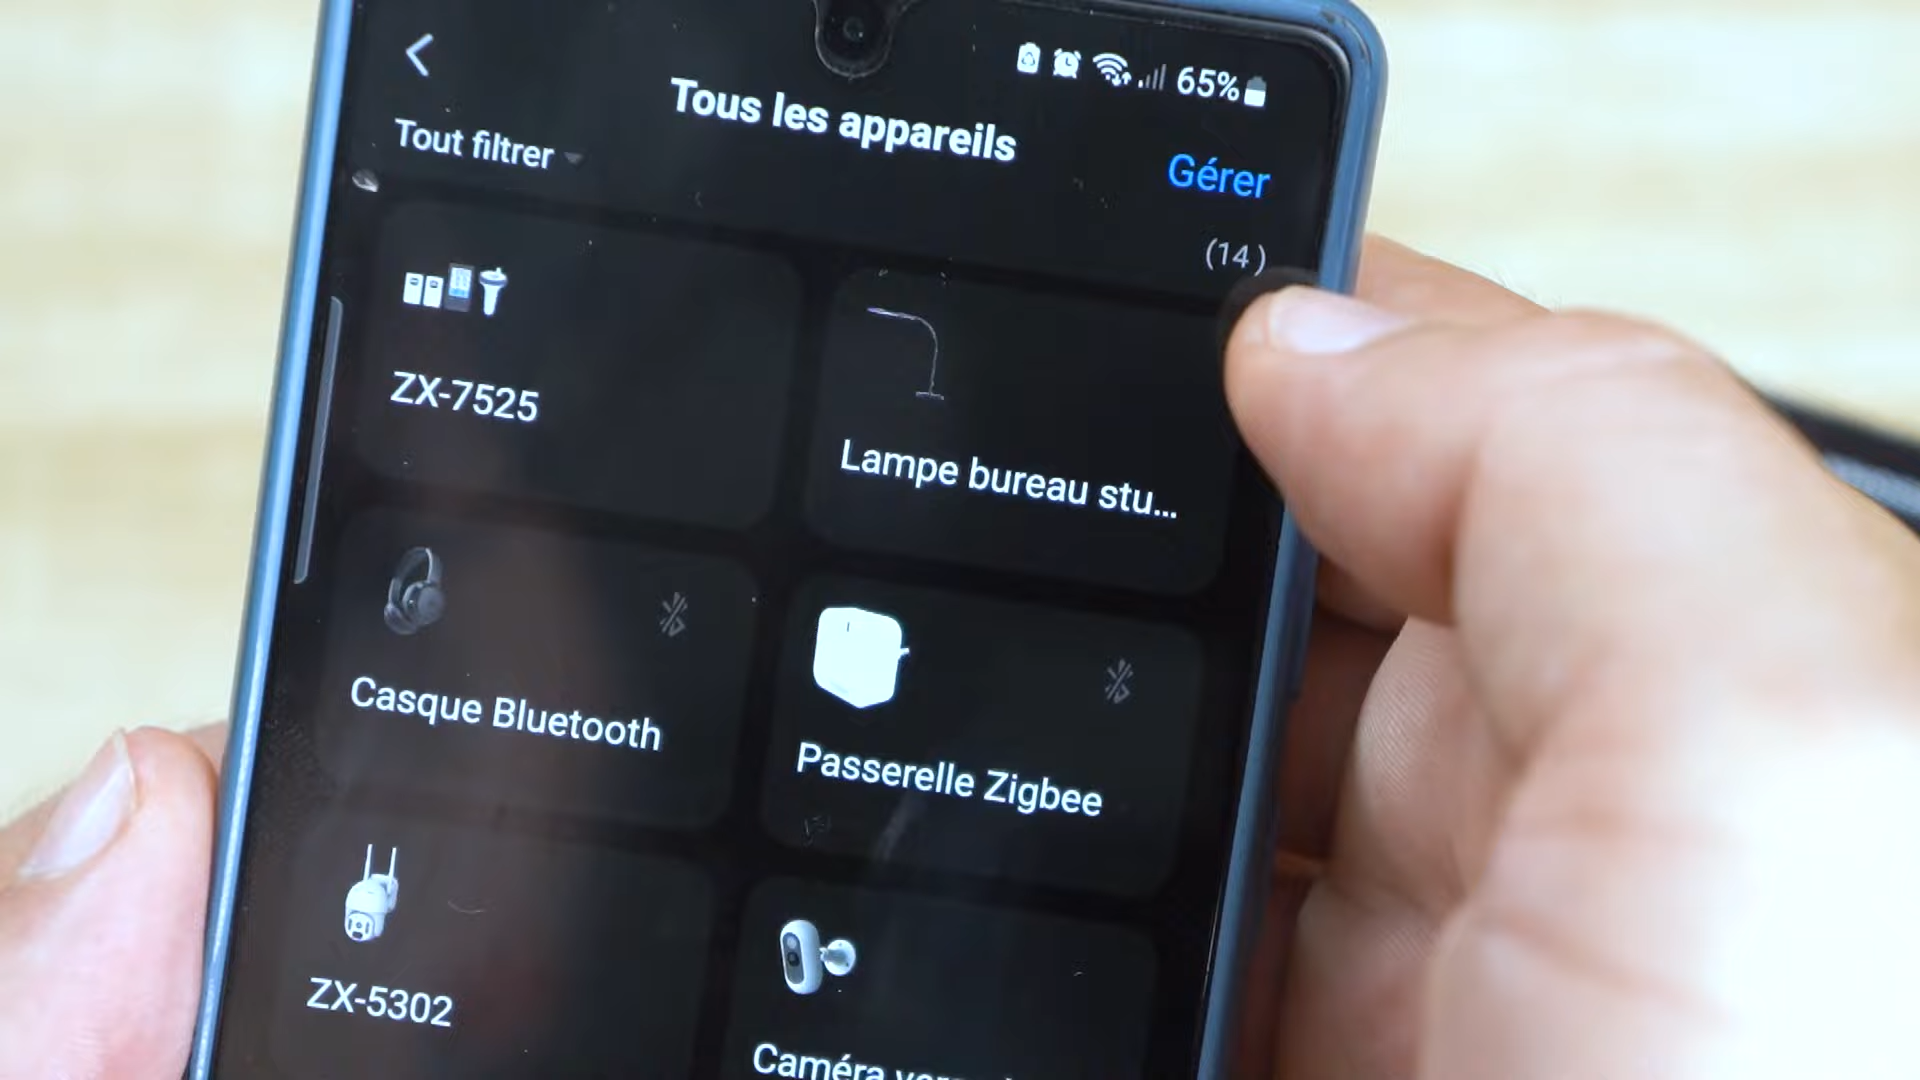 65%
Tous les appareils
Tout filtrer
Gérer
(14)
ZX-7525
Lampe bureau stu...
Casque Bluetooth
Passerelle Zigbee
ZX-5302
Caméra